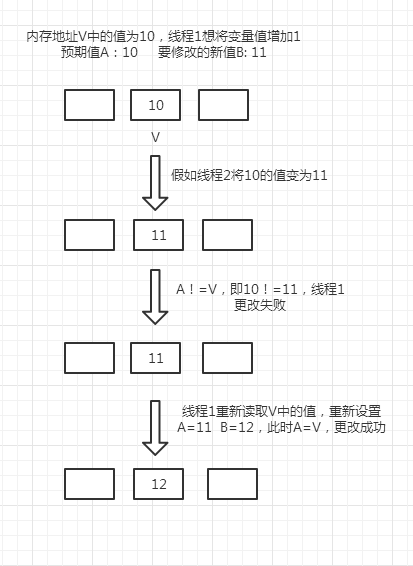 内存地址V中的值为10，线程1想将变量值增加1
预期值A：10 要修改的新值B: 11
10
V
假如线程2将10的值变为11
11
A！=V，即10！=11，线程1
更改失败
11
线程1重新读取V中的值，重新设置
A=11 B=12，此时A=V，更改成功
12